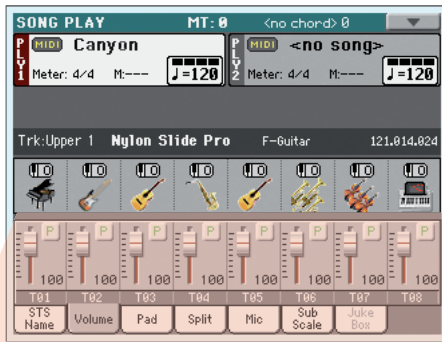 SONG PLAY MT: 0 <no chord> 0
PLY1 MIDI Canyon
Meter: 4/4 M:--- ♩=120
PLY2 MIDI <no song>
Meter: 4/4 M:--- ♩=120
Trk:Upper 1 Nylon Slide Pro F-Guitar 121.014.024
P P P P P P P P
100 100 100 100 100 100 100 100
T01 T02 T03 T04 T05 T06 T07 T08
STS Name Volume Pad Split Mic Sub Scale Juke Box